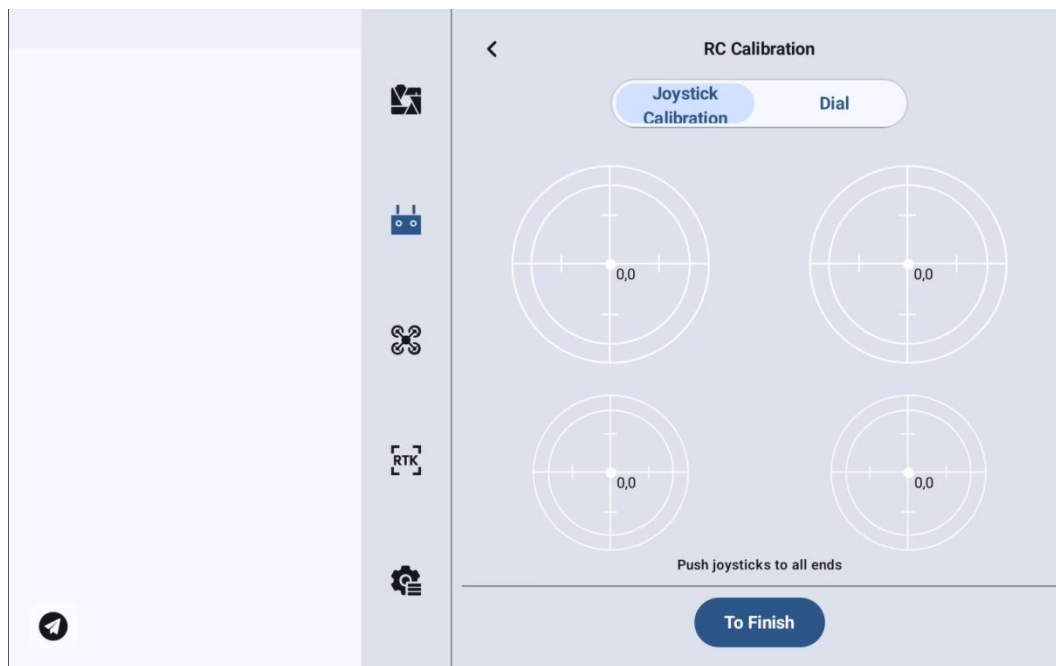 RC Calibration
Joystick
Calibration
Dial
0,0
0,0
RTK
0,0
0,0
Push joysticks to all ends
To Finish